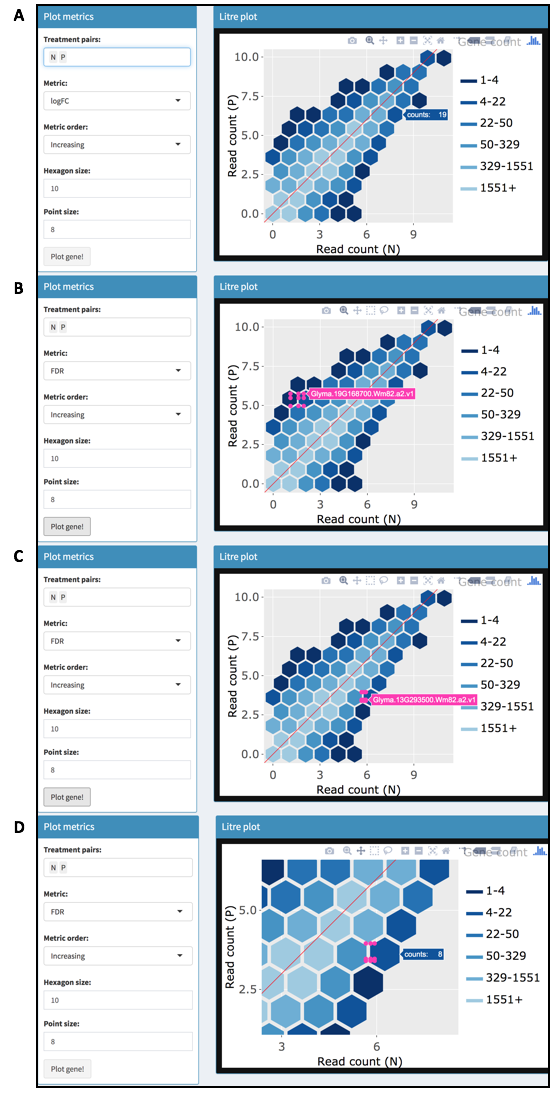 A
Plot metrics
Treatment pairs:
N P
Metric:
logFC
Metric order:
Increasing
Hexagon size:
10
Point size:
8
Plot gene!
Litre plot
Gene count
10.0
7.5
5.0
2.5
0.0
Read count (P)
0 3 6 9
Read count (N)
counts: 19
1-4
4-22
22-50
50-329
329-1551
1551+
B
Plot metrics
Treatment pairs:
N P
Metric:
FDR
Metric order:
Increasing
Hexagon size:
10
Point size:
8
Plot gene!
Litre plot
Gene count
10.0
7.5
5.0
2.5
0.0
Read count (P)
0 3 6 9
Read count (N)
Glyma.19G168700.Wm82.a2.v1
1-4
4-22
22-50
50-329
329-1551
1551+
C
Plot metrics
Treatment pairs:
N P
Metric:
FDR
Metric order:
Increasing
Hexagon size:
10
Point size:
8
Plot gene!
Litre plot
Gene count
10.0
7.5
5.0
2.5
0.0
Read count (P)
0 3 6 9
Read count (N)
Glyma.13G293500.Wm82.a2.v1
1-4
4-22
22-50
50-329
329-1551
1551+
D
Plot metrics
Treatment pairs:
N P
Metric:
FDR
Metric order:
Increasing
Hexagon size:
10
Point size:
8
Plot gene!
Litre plot
Gene count
5.0
2.5
Read count (P)
3 6
Read count (N)
counts: 8
1-4
4-22
22-50
50-329
329-1551
1551+